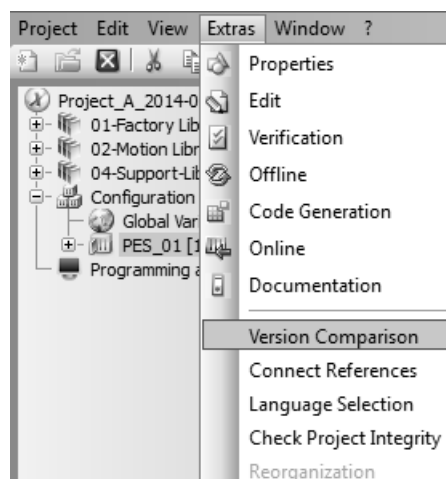 Project Edit View Extras Window ?
Project_A_2014-0
01-Factory Lib
02-Motion Libr
04-Support-Lib
Configuration
Global Var
PES_01 [1
Programming a
Properties
Edit
Verification
Offline
Code Generation
Online
Documentation
Version Comparison
Connect References
Language Selection
Check Project Integrity
Reorganization